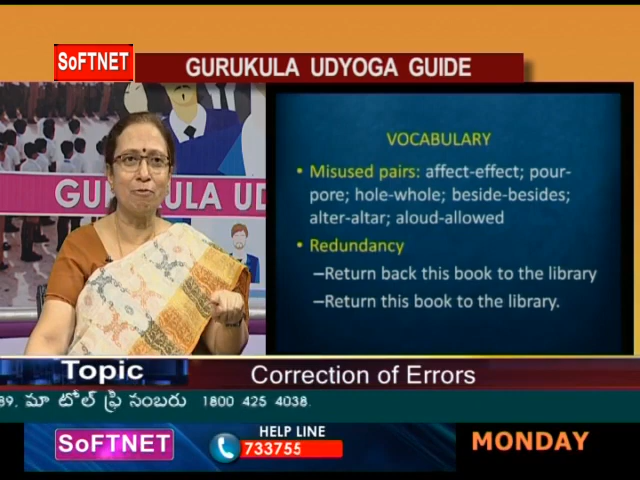 SoFTNET
GURUKULA UDYOGA GUIDE
GURUKULA UD
VOCABULARY
• Misused pairs: affect-effect; pour-
pore; hole-whole; beside-besides;
alter-altar; aloud-allowed
• Redundancy
–Return back this book to the library
–Return this book to the library.
Topic
Correction of Errors
39. మా టోల్ ఫ్రీ నంబరు 1800 425 4038.
SoFTNET
HELP LINE
733755
MONDAY